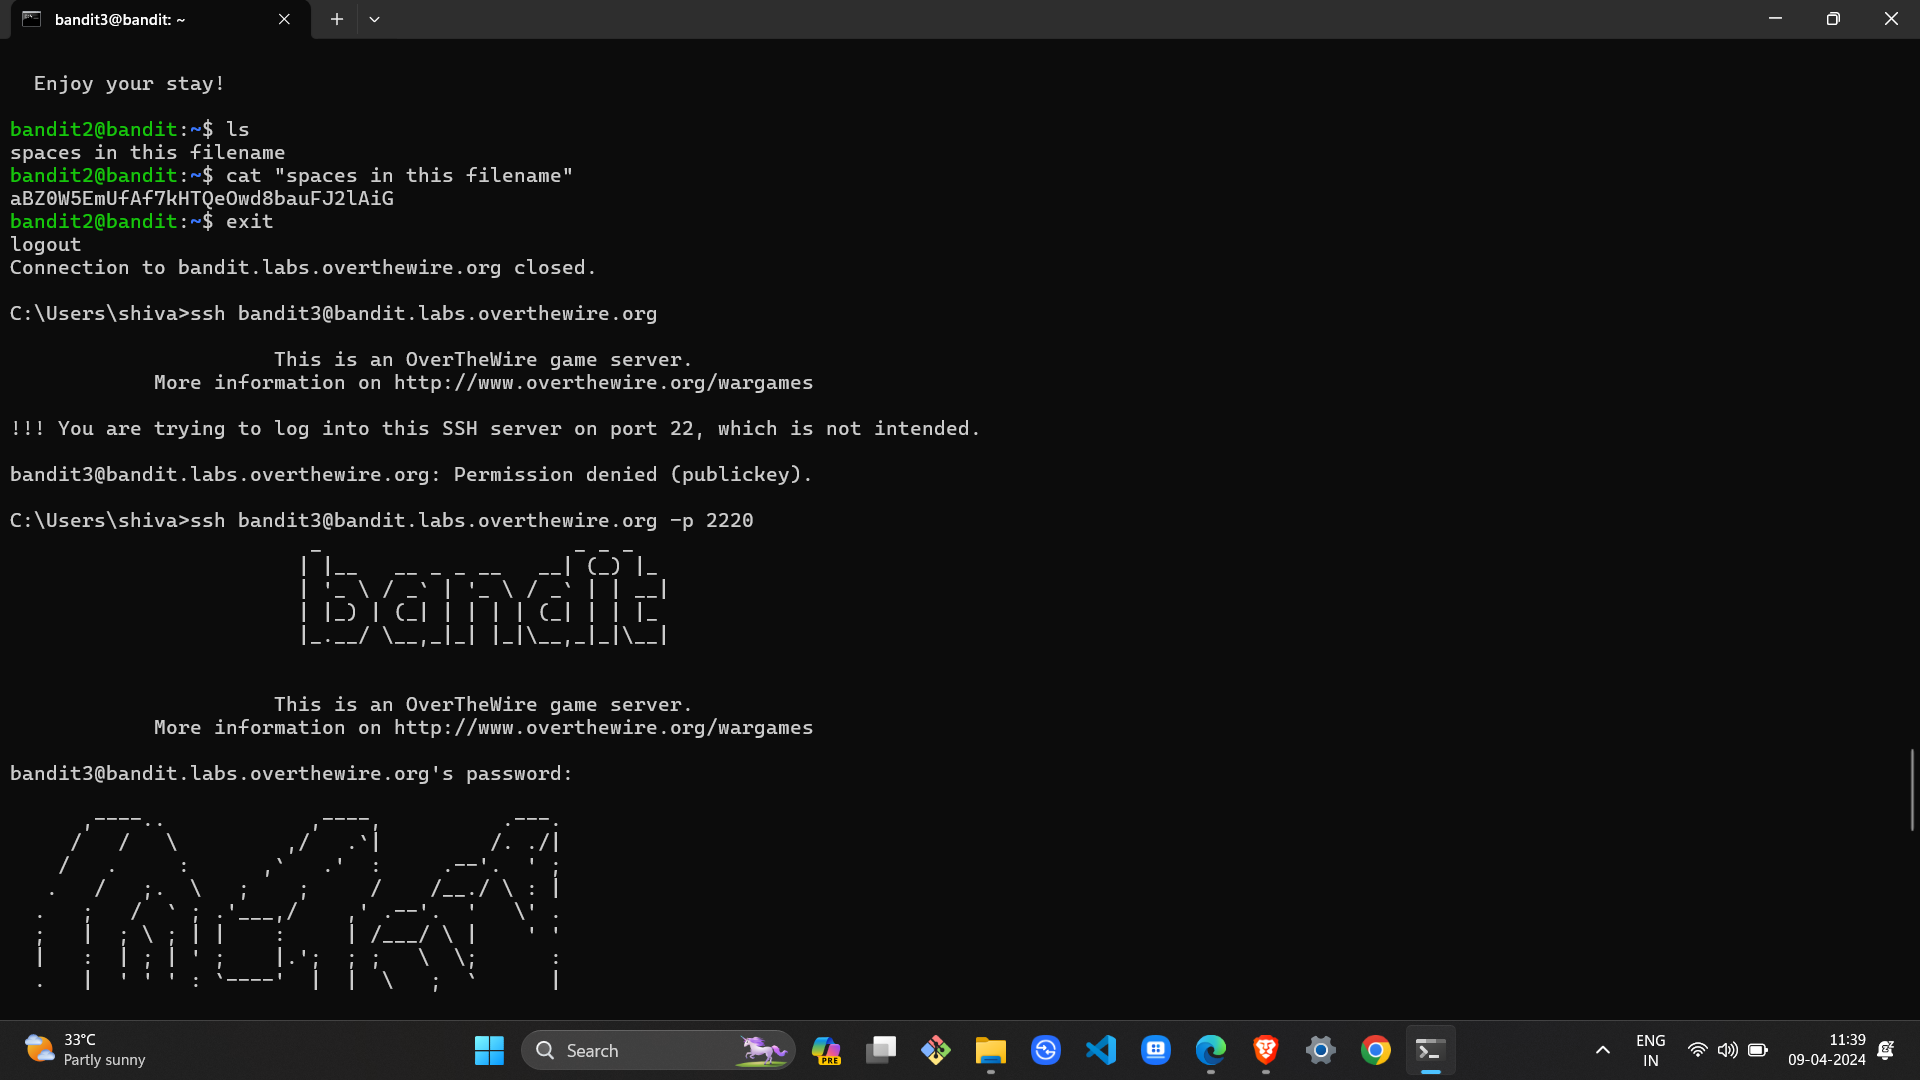 bandit3@bandit: ~
Enjoy your stay!
bandit2@bandit:~$ ls
spaces in this filename
bandit2@bandit:~$ cat "spaces in this filename"
aBZ0W5EmUfAf7kHTQeOwd8bauFJ2lAiG
bandit2@bandit:~$ exit
logout
Connection to bandit.labs.overthewire.org closed.
C:\Users\shiva>ssh bandit3@bandit.labs.overthewire.org
This is an OverTheWire game server.
More information on http://www.overthewire.org/wargames
!!! You are trying to log into this SSH server on port 22, which is not intended.
bandit3@bandit.labs.overthewire.org: Permission denied (publickey).
C:\Users\shiva>ssh bandit3@bandit.labs.overthewire.org -p 2220
bandit
This is an OverTheWire game server.
More information on http://www.overthewire.org/wargames
bandit3@bandit.labs.overthewire.org's password:
33°C
Partly sunny
Search
PRE
ENG
IN
11:39
09-04-2024